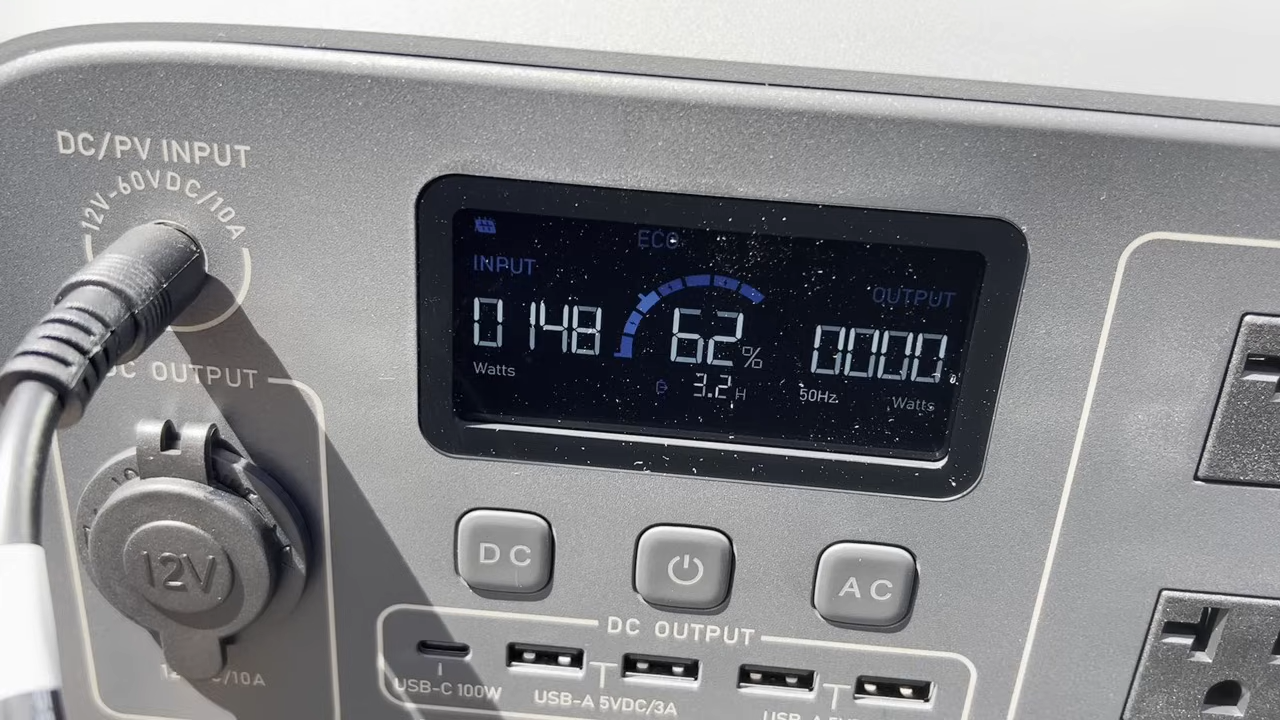 DC/PV INPUT
12V-60VDC/10A
ECO
INPUT
OUTPUT
0148
62%
0000
Watts
3.2 H
50Hz
Watts
DC OUTPUT
12V
DC
AC
DC OUTPUT
USB-C 100W
USB-A 5VDC/3A
USB-A
/10A